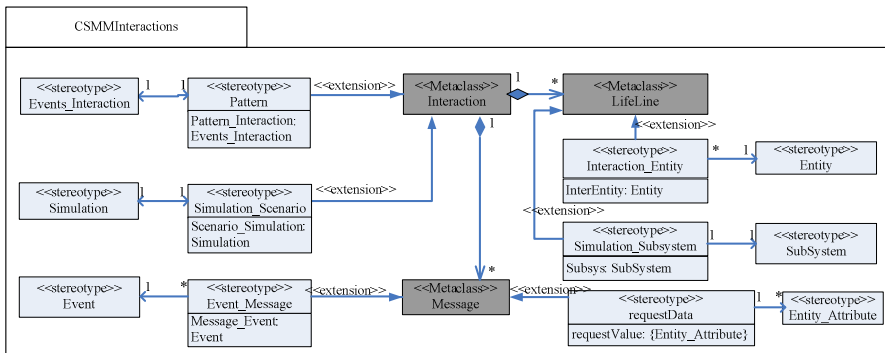 CSMMInteractions
<<stereotype>>
Events_Interaction
1
1
<<stereotype>>
Pattern
Pattern_Interaction:
Events_Interaction
<<extension>>
<<Metaclass>>
Interaction
1
*
<<Metaclass>>
LifeLine
1
<<extension>>
<<stereotype>>
Interaction_Entity
InterEntity: Entity
*
1
<<stereotype>>
Entity
<<stereotype>>
Simulation
1
1
<<stereotype>>
Simulation_Scenario
Scenario_Simulation:
Simulation
<<extension>>
<<extension>>
<<stereotype>>
Simulation_Subsystem
Subsys: SubSystem
1
1
<<stereotype>>
SubSystem
<<stereotype>>
Event
1
*
<<stereotype>>
Event_Message
Message_Event:
Event
<<extension>>
*
<<Metaclass>>
Message
<<extension>>
<<stereotype>>
requestData
requestValue: {Entity_Attribute}
1
*
<<stereotype>>
Entity_Attribute